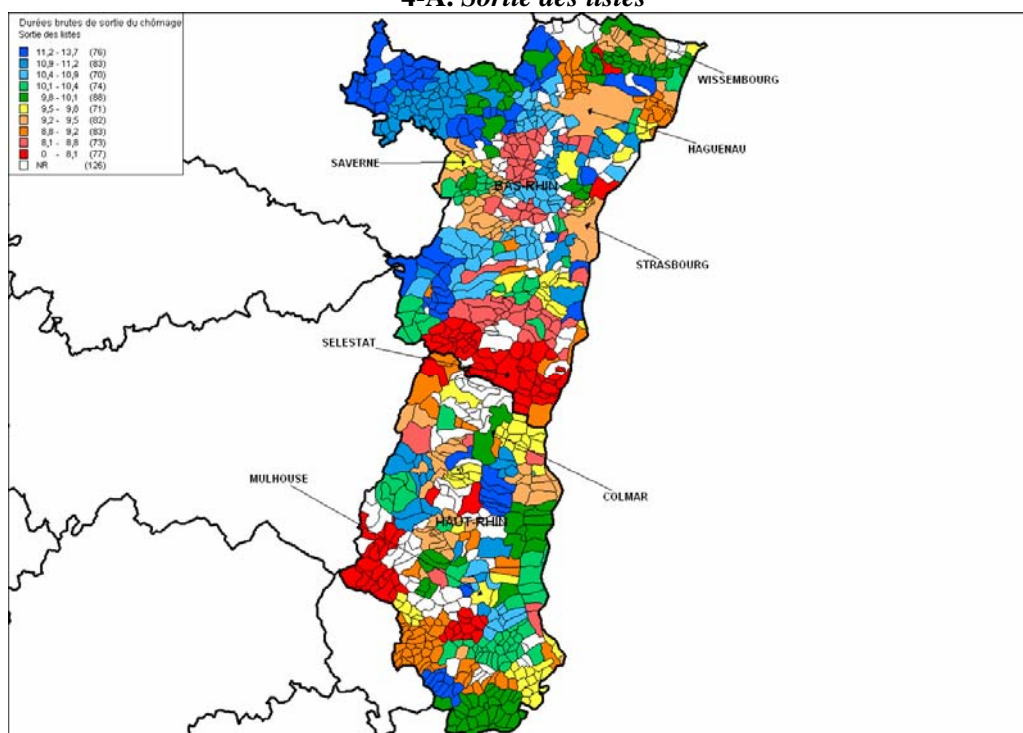 4-A. Sortie des listes
Durées brutes de sortie du chômage
Sortie des listes
11,2 - 13,7 (76)
10,9 - 11,2 (83)
10,4 - 10,9 (70)
10,1 - 10,4 (74)
9,8 - 10,1 (88)
9,5 - 9,8 (71)
9,2 - 9,5 (82)
8,8 - 9,2 (83)
8,1 - 8,8 (73)
0 - 8,1 (77)
NR (126)
WISSEMBOURG
HAGUENAU
SAVERNE
BAS-RHIN
STRASBOURG
SELESTAT
MULHOUSE
COLMAR
HAUT-RHIN